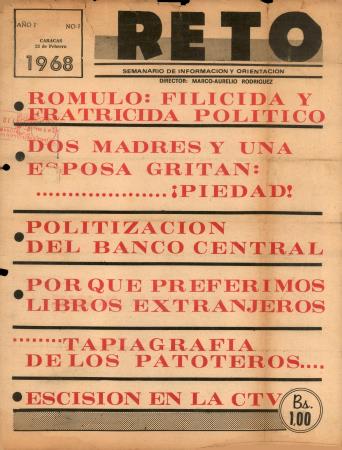 AÑO I NO-1
CARACAS
23 de Febrero
1968
RETO
SEMANARIO DE INFORMACION Y ORIENTACION
DIRECTOR: MARCO-AURELIO RODRIGUEZ
ROMULO: FILICIDA Y
FRATRICIDA POLITICO
DOS MADRES Y UNA
ESPOSA GRITAN:
.....................¡PIEDAD!
POLITIZACION
DEL BANCO CENTRAL
POR QUE PREFERIMOS
LIBROS EXTRANJEROS
........TAPIAGRAFIA
DE LOS PATOTEROS....
ESCISION EN LA CTV
Bs.
1,00